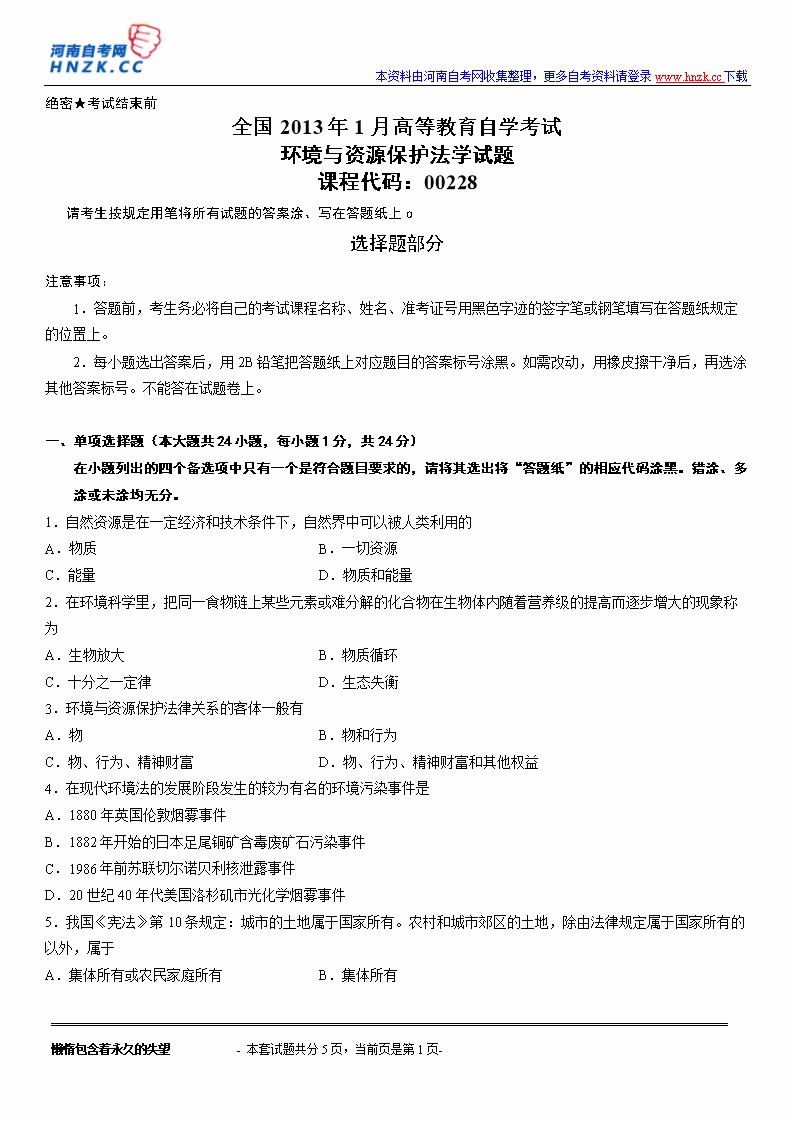 河南自考网
HNZK.CC
本资料由河南自考网收集整理，更多自考资料请登录 www.hnzk.cc 下载
绝密★考试结束前
全国 2013 年 1 月高等教育自学考试
环境与资源保护法学试题
课程代码：00228
请考生按规定用笔将所有试题的答案涂、写在答题纸上。
选择题部分
注意事项：
1．答题前，考生务必将自己的考试课程名称、姓名、准考证号用黑色字迹的签字笔或钢笔填写在答题纸规定
的位置上。
2．每小题选出答案后，用 2B 铅笔把答题纸上对应题目的答案标号涂黑。如需改动，用橡皮擦干净后，再选涂
其他答案标号。不能答在试题卷上。
一、单项选择题（本大题共 24 小题，每小题 1 分，共 24 分）
在小题列出的四个备选项中只有一个是符合题目要求的，请将其选出将“答题纸”的相应代码涂黑。错涂、多
涂或未涂均无分。
1．自然资源是在一定经济和技术条件下，自然界中可以被人类利用的
A．物质 B．一切资源
C．能量 D．物质和能量
2．在环境科学里，把同一食物链上某些元素或难分解的化合物在生物体内随着营养级的提高而逐步增大的现象称
为
A．生物放大 B．物质循环
C．十分之一定律 D．生态失衡
3．环境与资源保护法律关系的客体一般有
A．物 B．物和行为
C．物、行为、精神财富 D．物、行为、精神财富和其他权益
4．在现代环境法的发展阶段发生的较为有名的环境污染事件是
A．1880 年英国伦敦烟雾事件
B．1882 年开始的日本足尾铜矿含毒废矿石污染事件
C．1986 年前苏联切尔诺贝利核泄露事件
D．20 世纪 40 年代美国洛杉矶市光化学烟雾事件
5．我国《宪法》第 10 条规定：城市的土地属于国家所有。农村和城市郊区的土地，除由法律规定属于国家所有的
以外，属于
A．集体所有或农民家庭所有 B．集体所有
懒惰包含着永久的失望 - 本套试题共分 5 页，当前页是第 1 页-